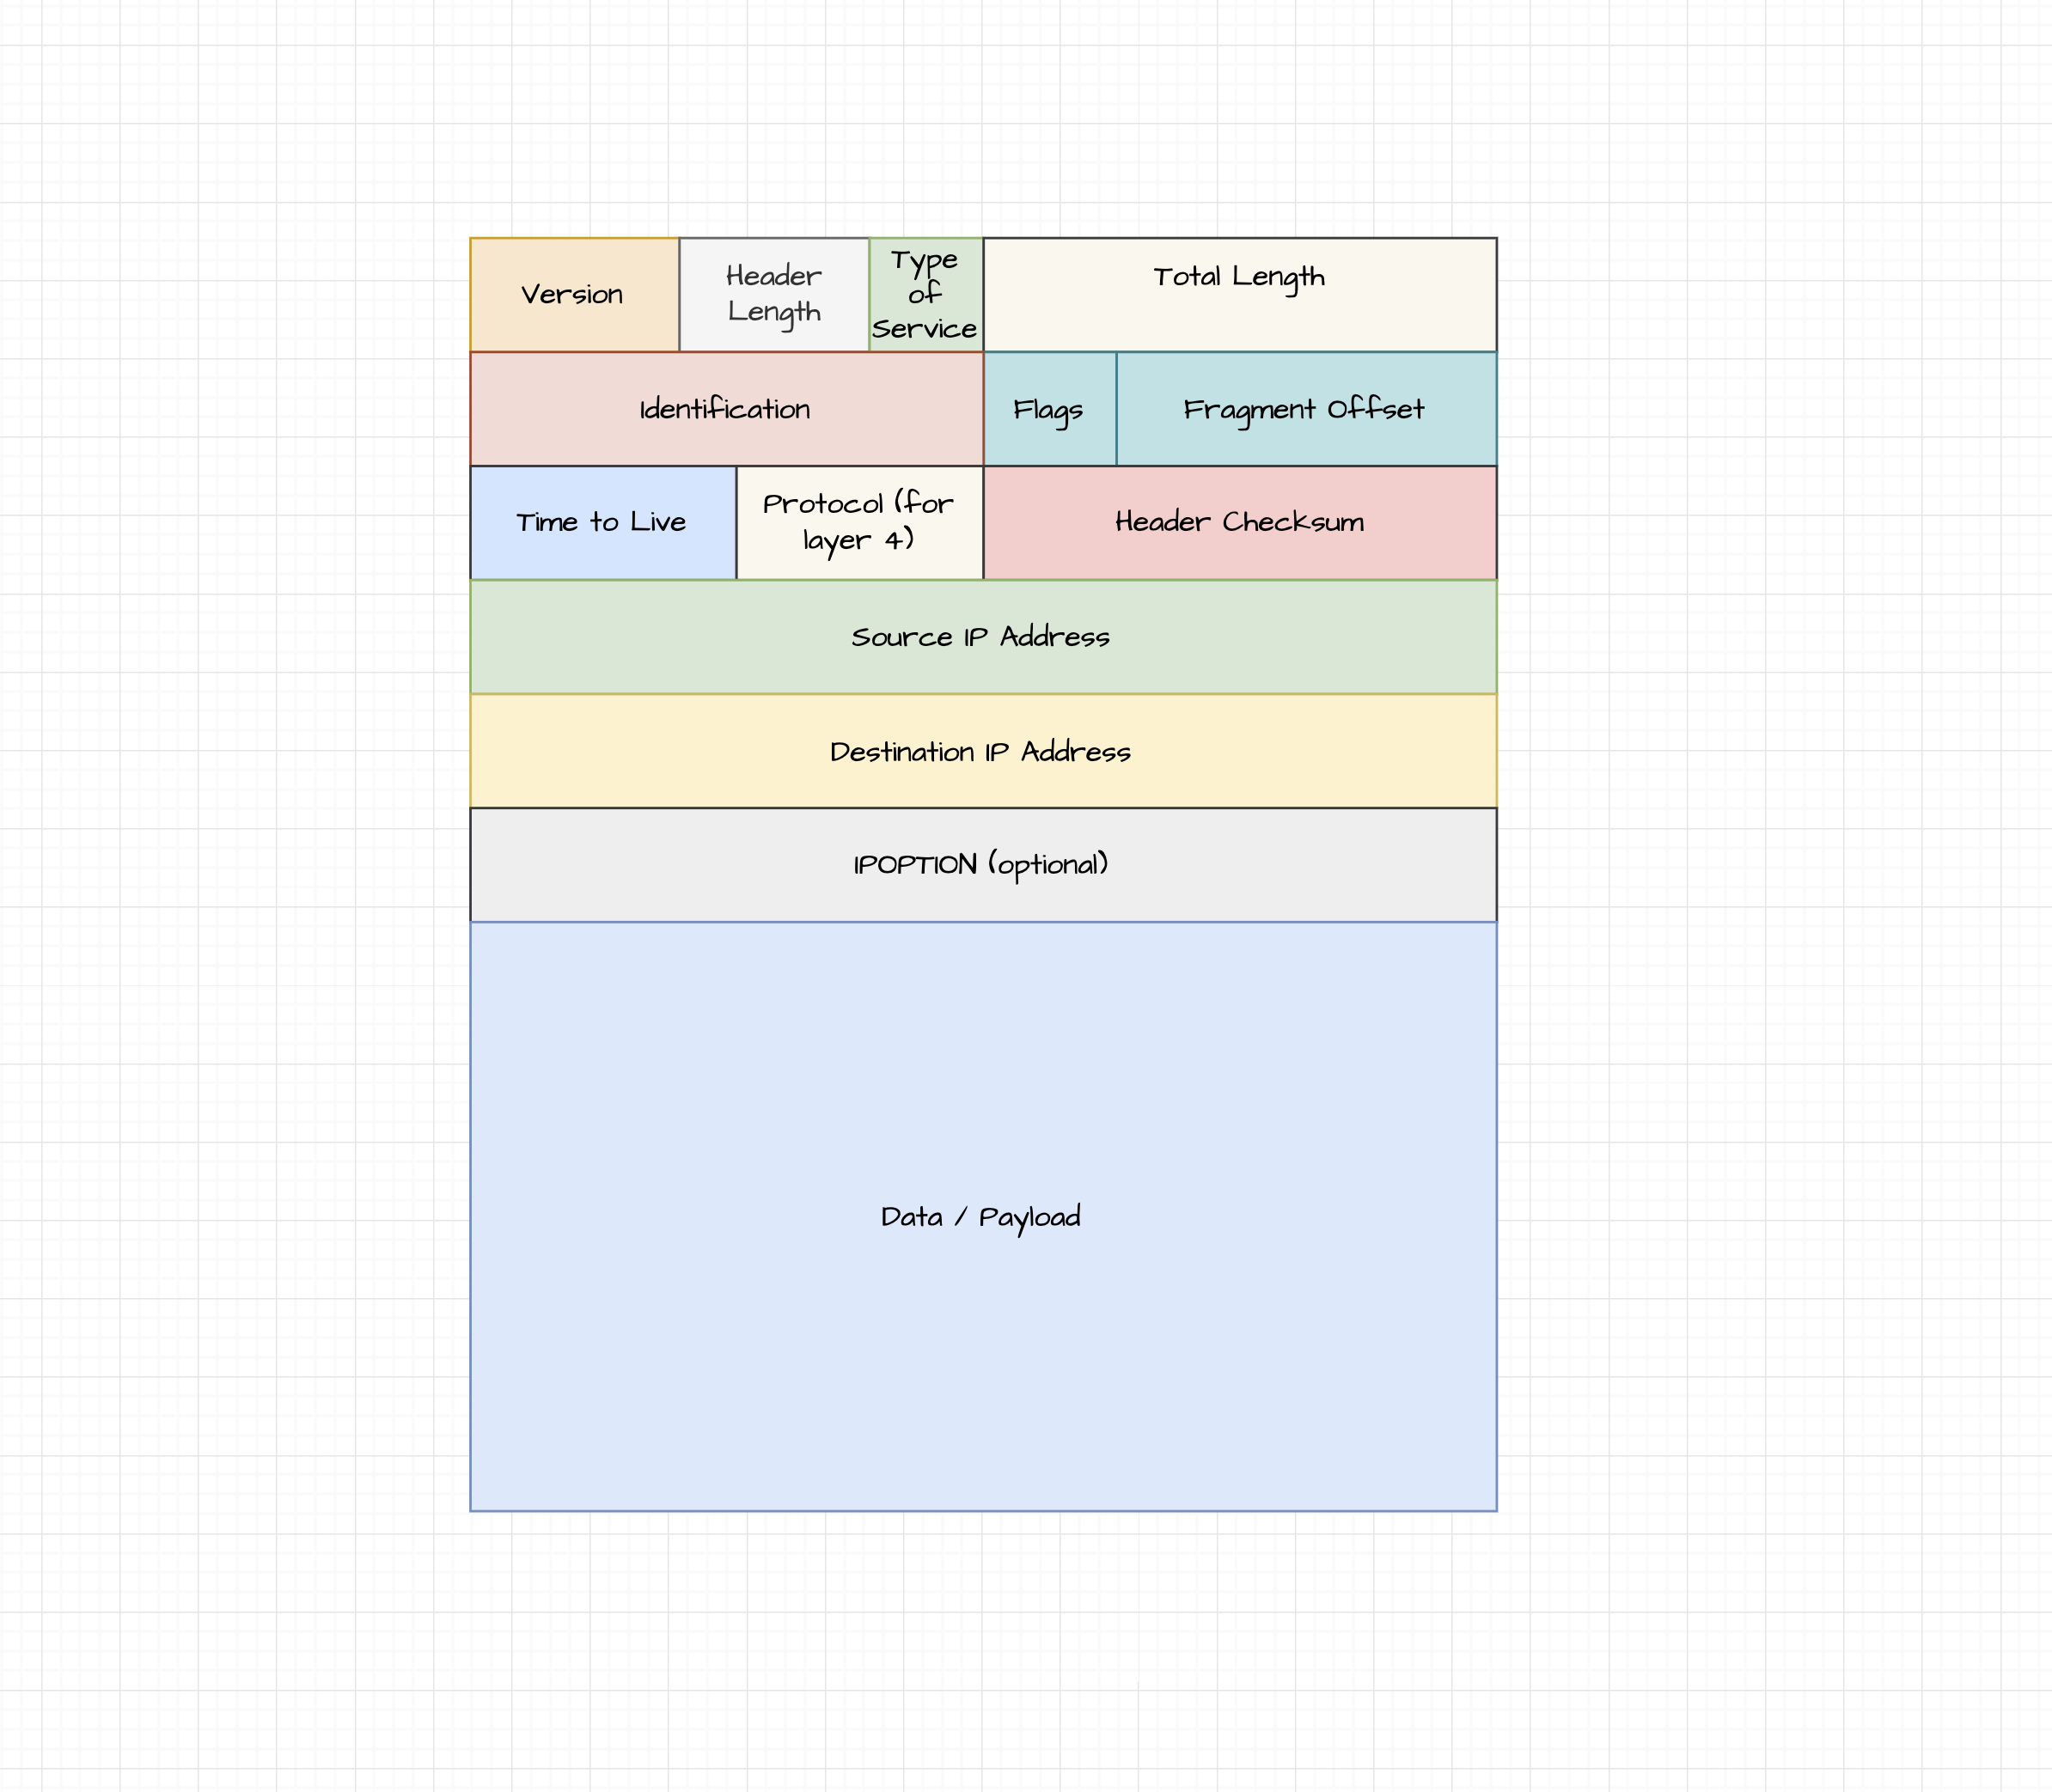 Version
Header
Length
Type
of
Service
Total Length
Identification
Flags
Fragment Offset
Time to Live
Protocol (for
layer 4)
Header Checksum
Source IP Address
Destination IP Address
IPOPTION (optional)
Data / Payload